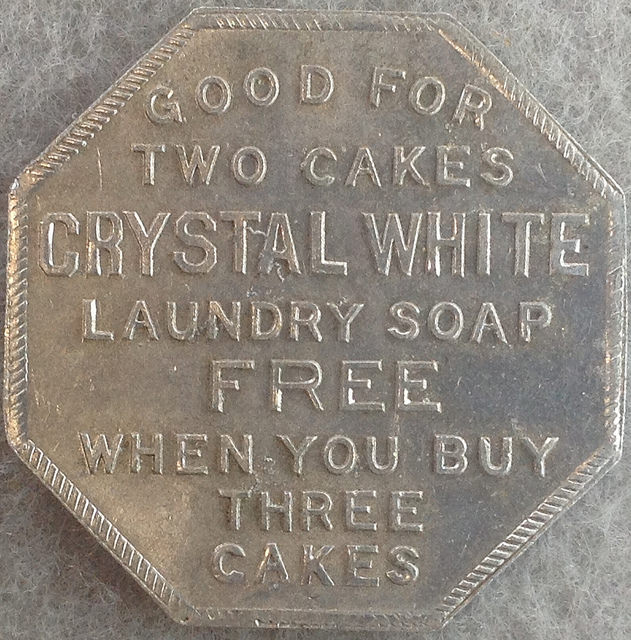 GOOD FOR
TWO CAKES
CRYSTAL WHITE
LAUNDRY SOAP
FREE
WHEN YOU BUY
THREE
CAKES